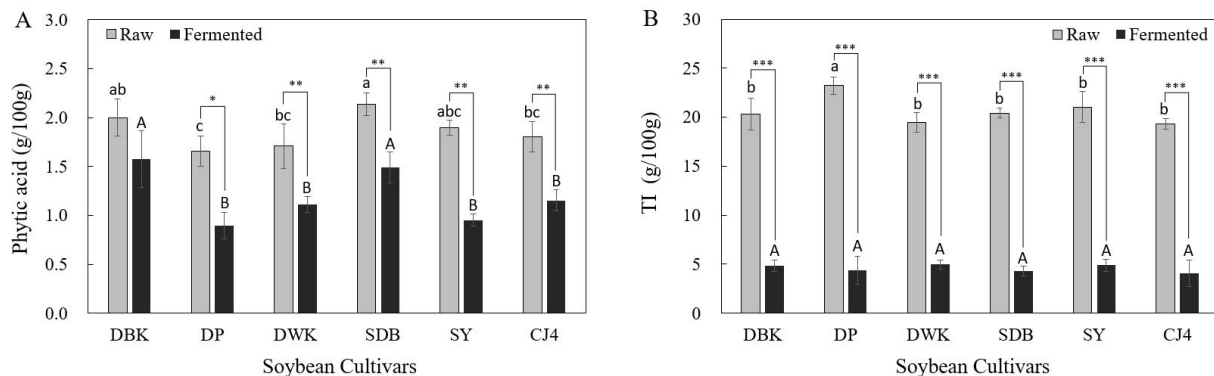 A
Phytic acid (g/100g)
3.0
2.5
2.0
1.5
1.0
0.5
0.0
Raw Fermented
ab A
c * B
bc ** B
a ** A
abc ** B
bc ** B
DBK DP DWK SDB SY CJ4
Soybean Cultivars
B
TI (g/100g)
30
25
20
15
10
5
0
Raw Fermented
b *** A
a *** A
b *** A
b *** A
b *** A
b *** A
DBK DP DWK SDB SY CJ4
Soybean Cultivars